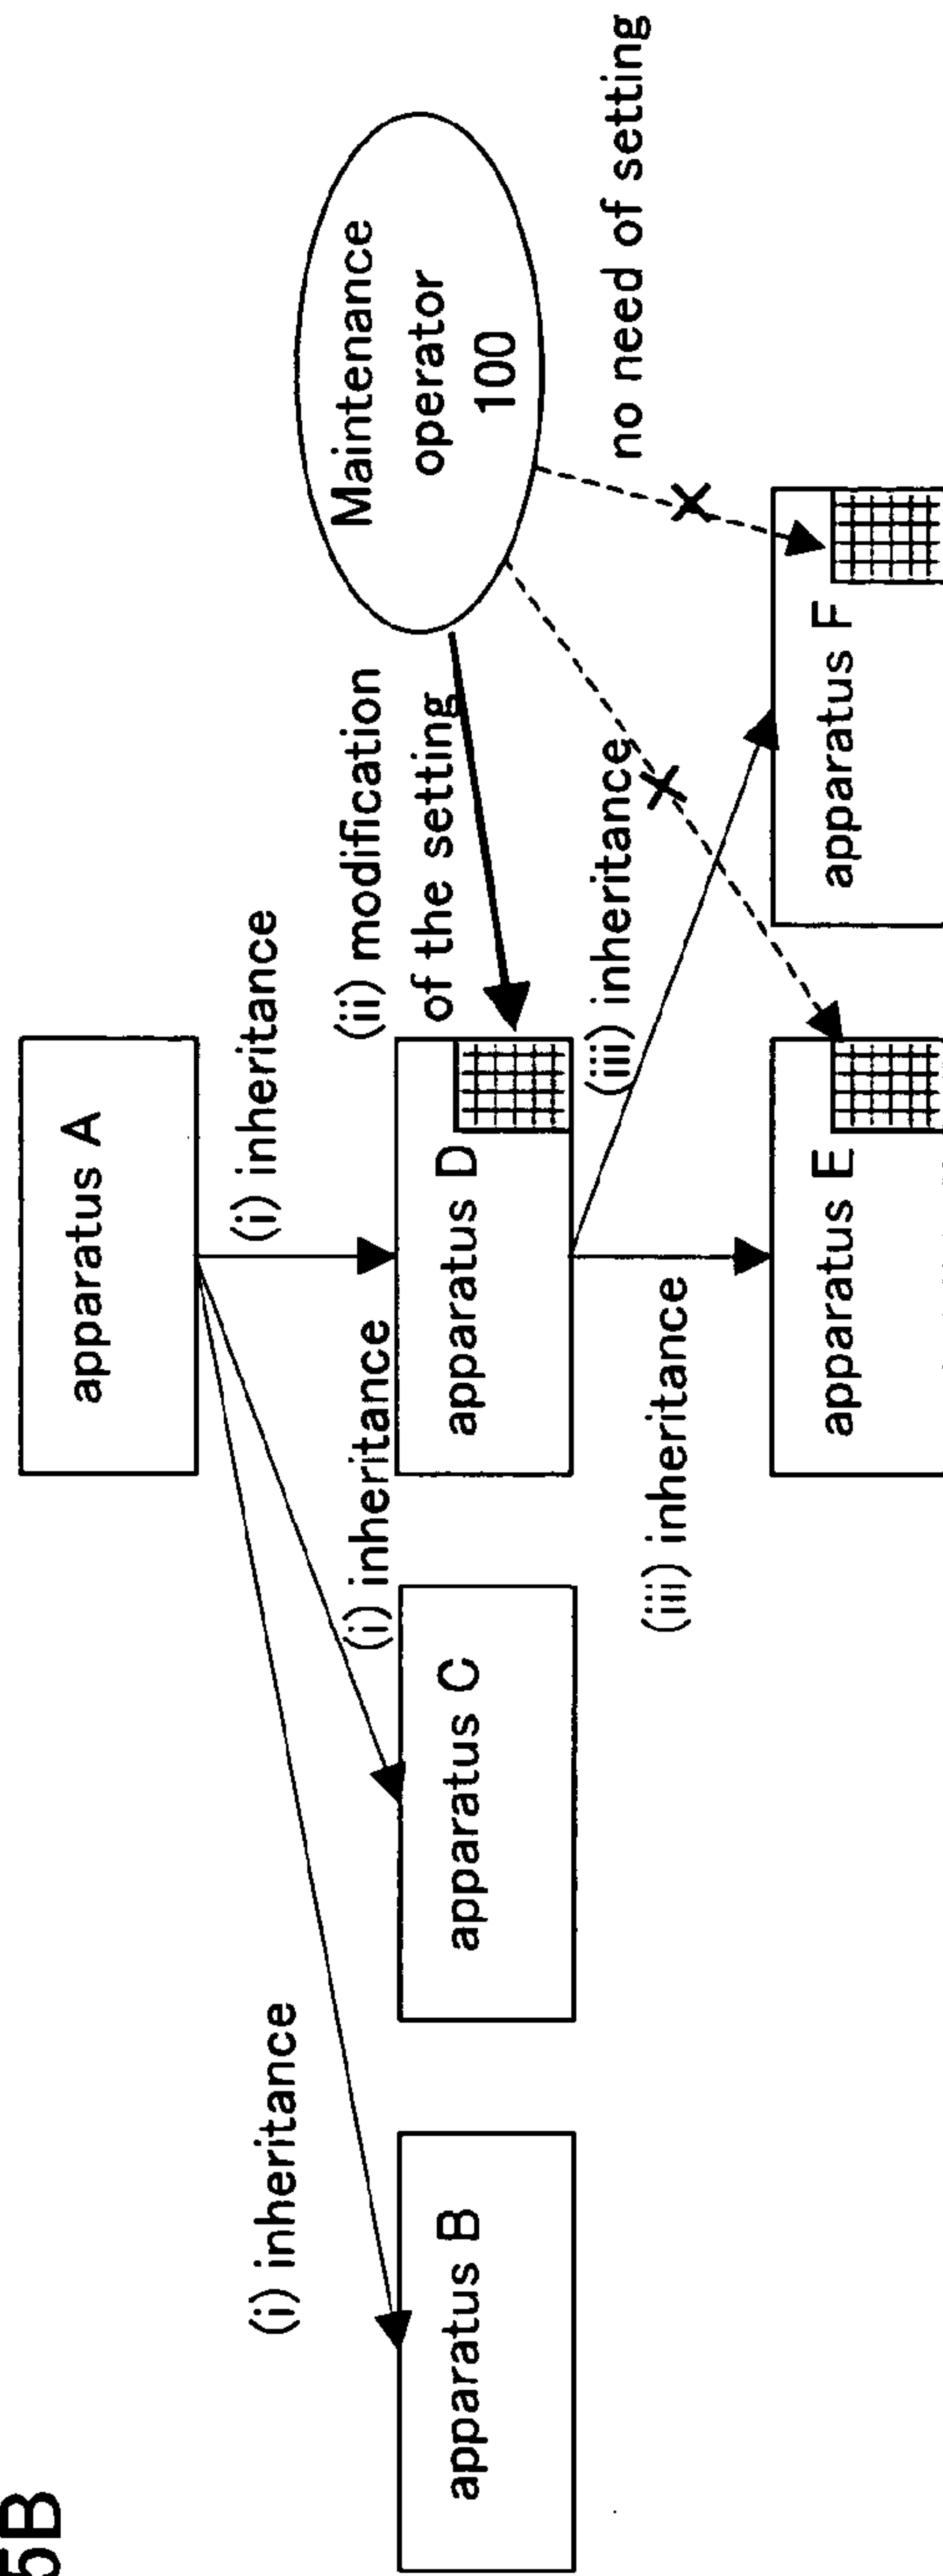 5B
apparatus A
(i) inheritance
(i) inheritance
(i) inheritance
apparatus B
apparatus C
apparatus D
(ii) modification
of the setting
Maintenance
operator
100
(iii) inheritance
(iii) inheritance
no need of setting
apparatus E
apparatus F